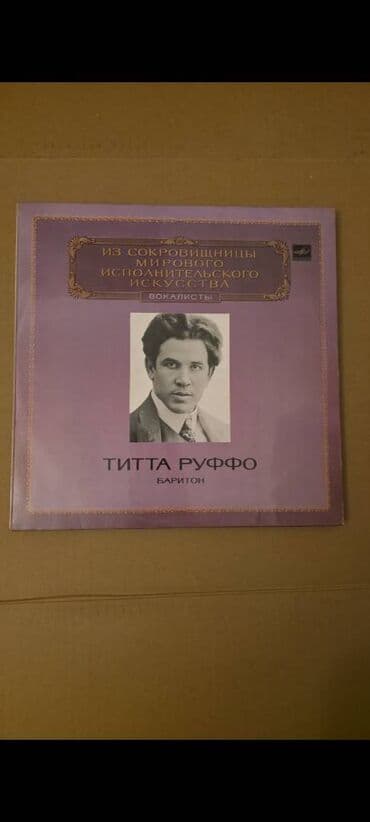 ИЗ СОКРОВИЩНИЦЫ
МИРОВОГО
ИСПОЛНИТЕЛЬСКОГО
ИСКУССТВА
ВОКАЛИСТЫ
ТИТТА РУФФО
БАРИТОН